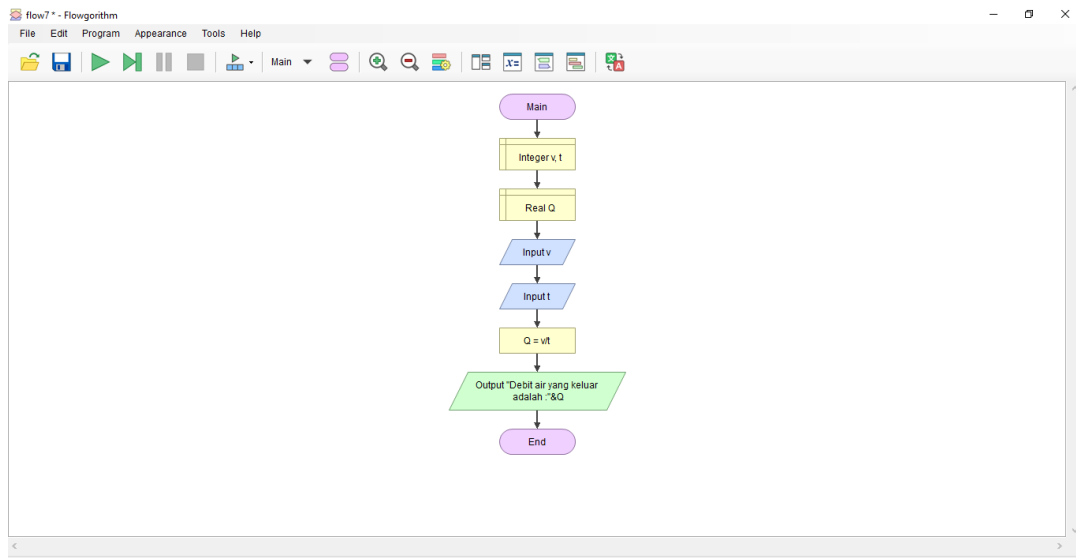 flow7 * - Flowgorithm
File Edit Program Appearance Tools Help
Main
x=
Main
Integer v, t
Real Q
Input v
Input t
Q = v/t
Output "Debit air yang keluar
adalah :"&Q
End